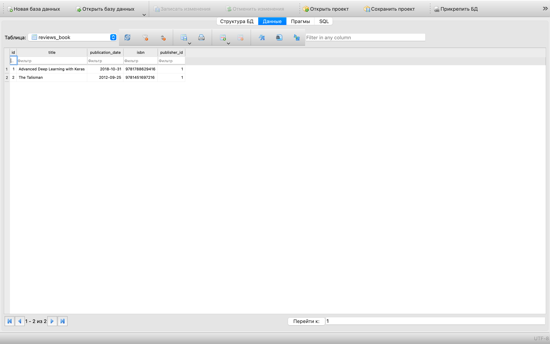 Новая база данных Открыть базу данных Записать изменения Отменить изменения Открыть проект Сохранить проект Прикрепить БД
Структура БД Данные Прагмы SQL
Таблица: reviews_book Filter in any column
id title publication_date isbn publisher_id
1 Фильтр Фильтр Фильтр Фильтр
1 1 Advanced Deep Learning with Keras 2018-10-31 9781788629416 1
2 2 The Talisman 2012-09-25 9781451697216 1
1 - 2 из 2 Перейти к: 1
UTF-8